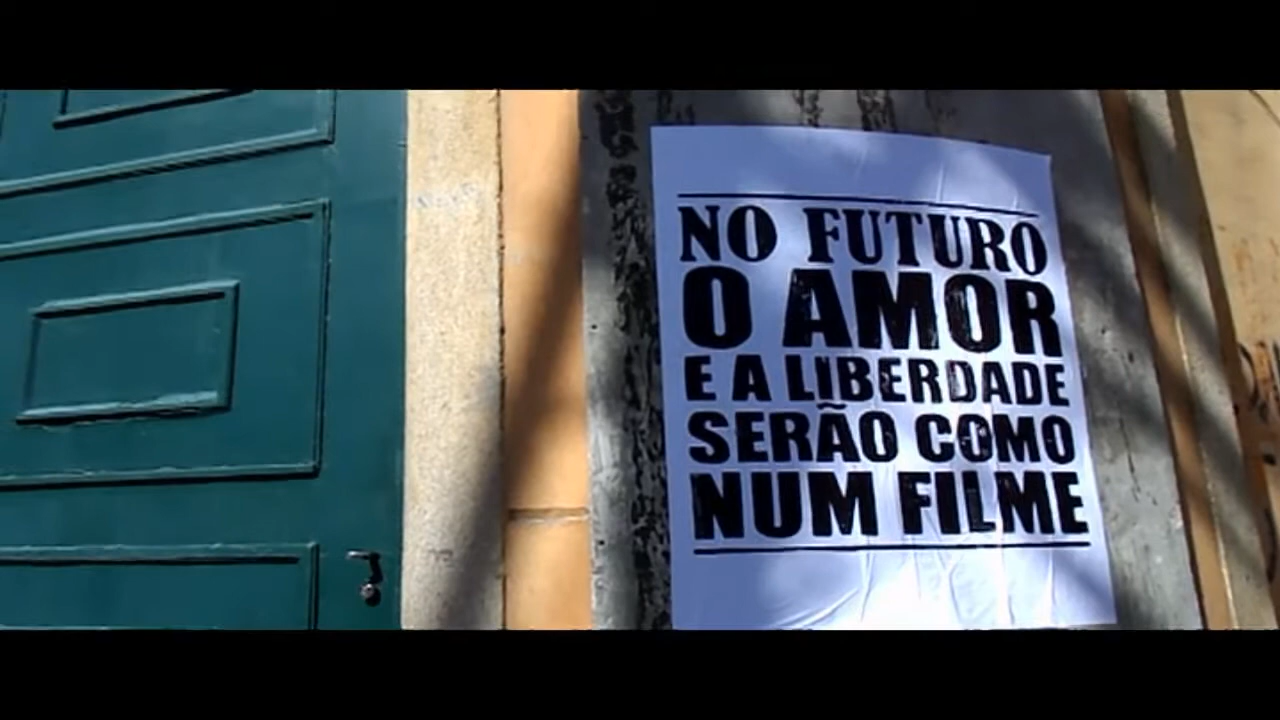 NO FUTURO
O AMOR
E A LIBERDADE
SERÃO COMO
NUM FILME